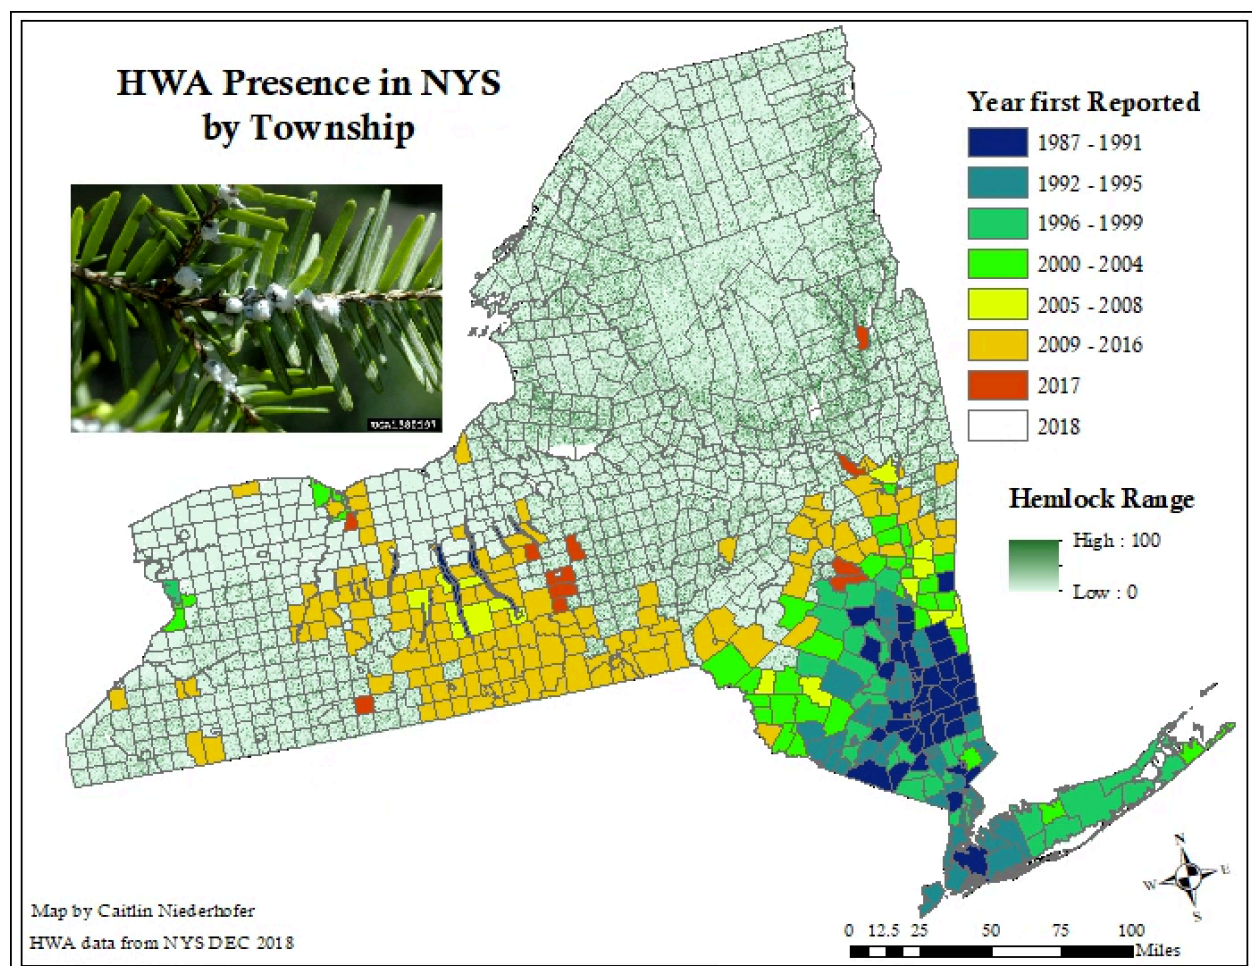 HWA Presence in NYS
by Township
Year first Reported
1987 - 1991
1992 - 1995
1996 - 1999
2000 - 2004
2005 - 2008
2009 - 2016
2017
2018
Hemlock Range
High : 100
Low : 0
N
W
E
S
Map by Caitlin Niederhofer
HWA data from NYS DEC 2018
0 12.5 25 50 75 100
Miles